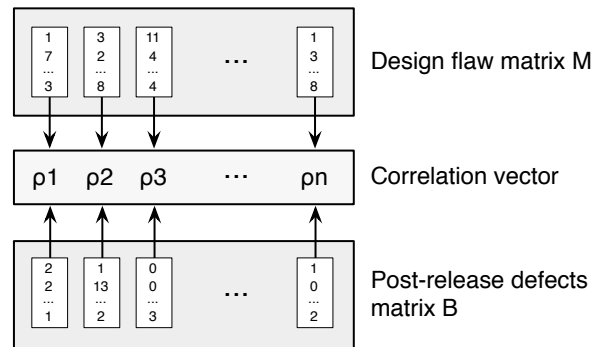 1 3 11 1
7 2 4 ... 3
... ... ... ...
3 8 4 8
Design flaw matrix M
ρ1 ρ2 ρ3 ... ρn
Correlation vector
2 1 0 1
2 13 0 ... 0
... ... ... ...
1 2 3 2
Post-release defects
matrix B